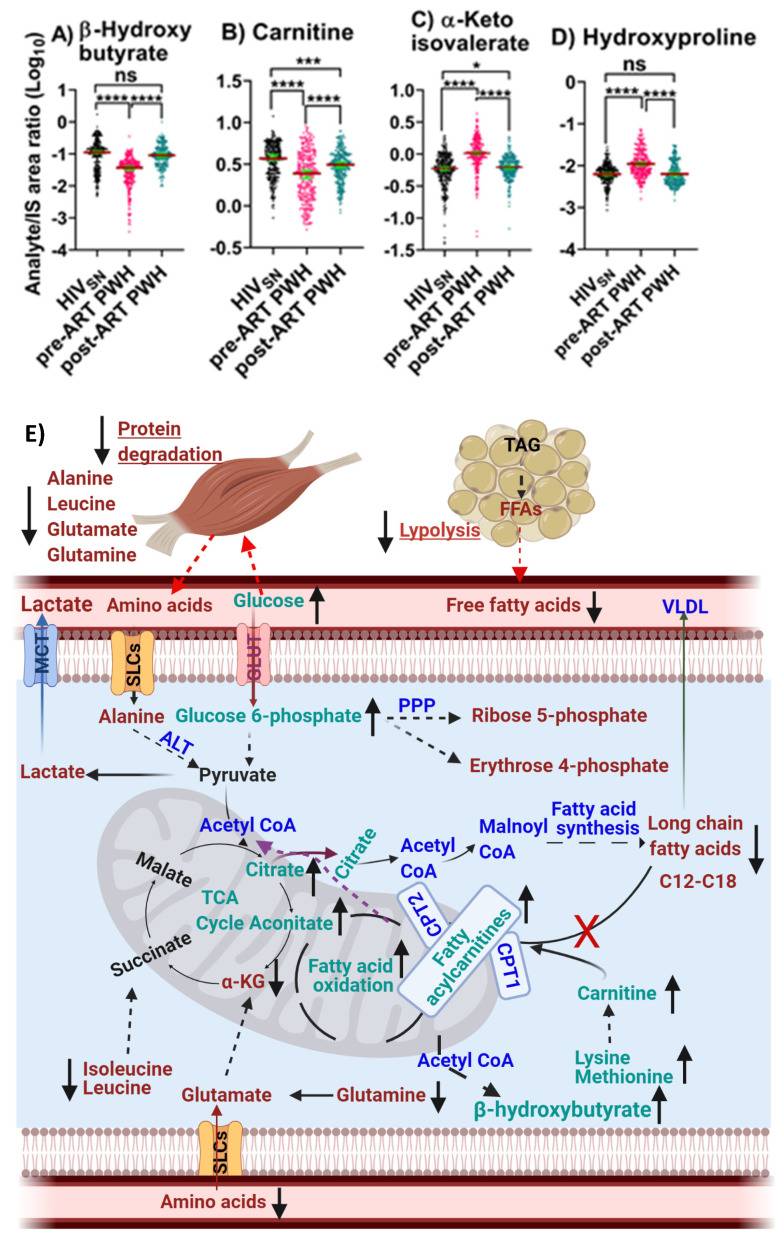 A) β-Hydroxy
butyrate
B) Carnitine
C) α-Keto
isovalerate
D) Hydroxyproline
Analyte/IS area ratio (Log10)
ns
**** ****
1
0
-1
-2
-3
-4
HIVSN
pre-ART PWH
post-ART PWH
***
****
****
1.5
1.0
0.5
0.0
-0.5
HIVSN
pre-ART PWH
post-ART PWH
*
****
****
1.0
0.5
0.0
-0.5
-1.0
-1.5
HIVSN
pre-ART PWH
post-ART PWH
ns
**** ****
0
-1
-2
-3
-4
HIVSN
pre-ART PWH
post-ART PWH
E)
Protein
degradation
Alanine
Leucine
Glutamate
Glutamine
TAG
FFAs
Lypolysis
Lactate
Amino acids
Glucose
Free fatty acids
VLDL
MCT
SLCs
GLUT
Alanine
Glucose 6-phosphate
PPP
Ribose 5-phosphate
ALT
Erythrose 4-phosphate
Lactate
Pyruvate
Acetyl CoA
Citrate
Citrate
Acetyl
CoA
Malnoyl
CoA
Fatty acid
synthesis
Long chain
fatty acids
C12-C18
Malate
TCA
Cycle
Aconitate
Succinate
α-KG
Fatty acid
oxidation
CPT2
Fatty
acylcarnitines
CPT1
X
Carnitine
Lysine
Methionine
Acetyl CoA
β-hydroxybutyrate
Isoleucine
Leucine
Glutamate
Glutamine
SLCs
Amino acids